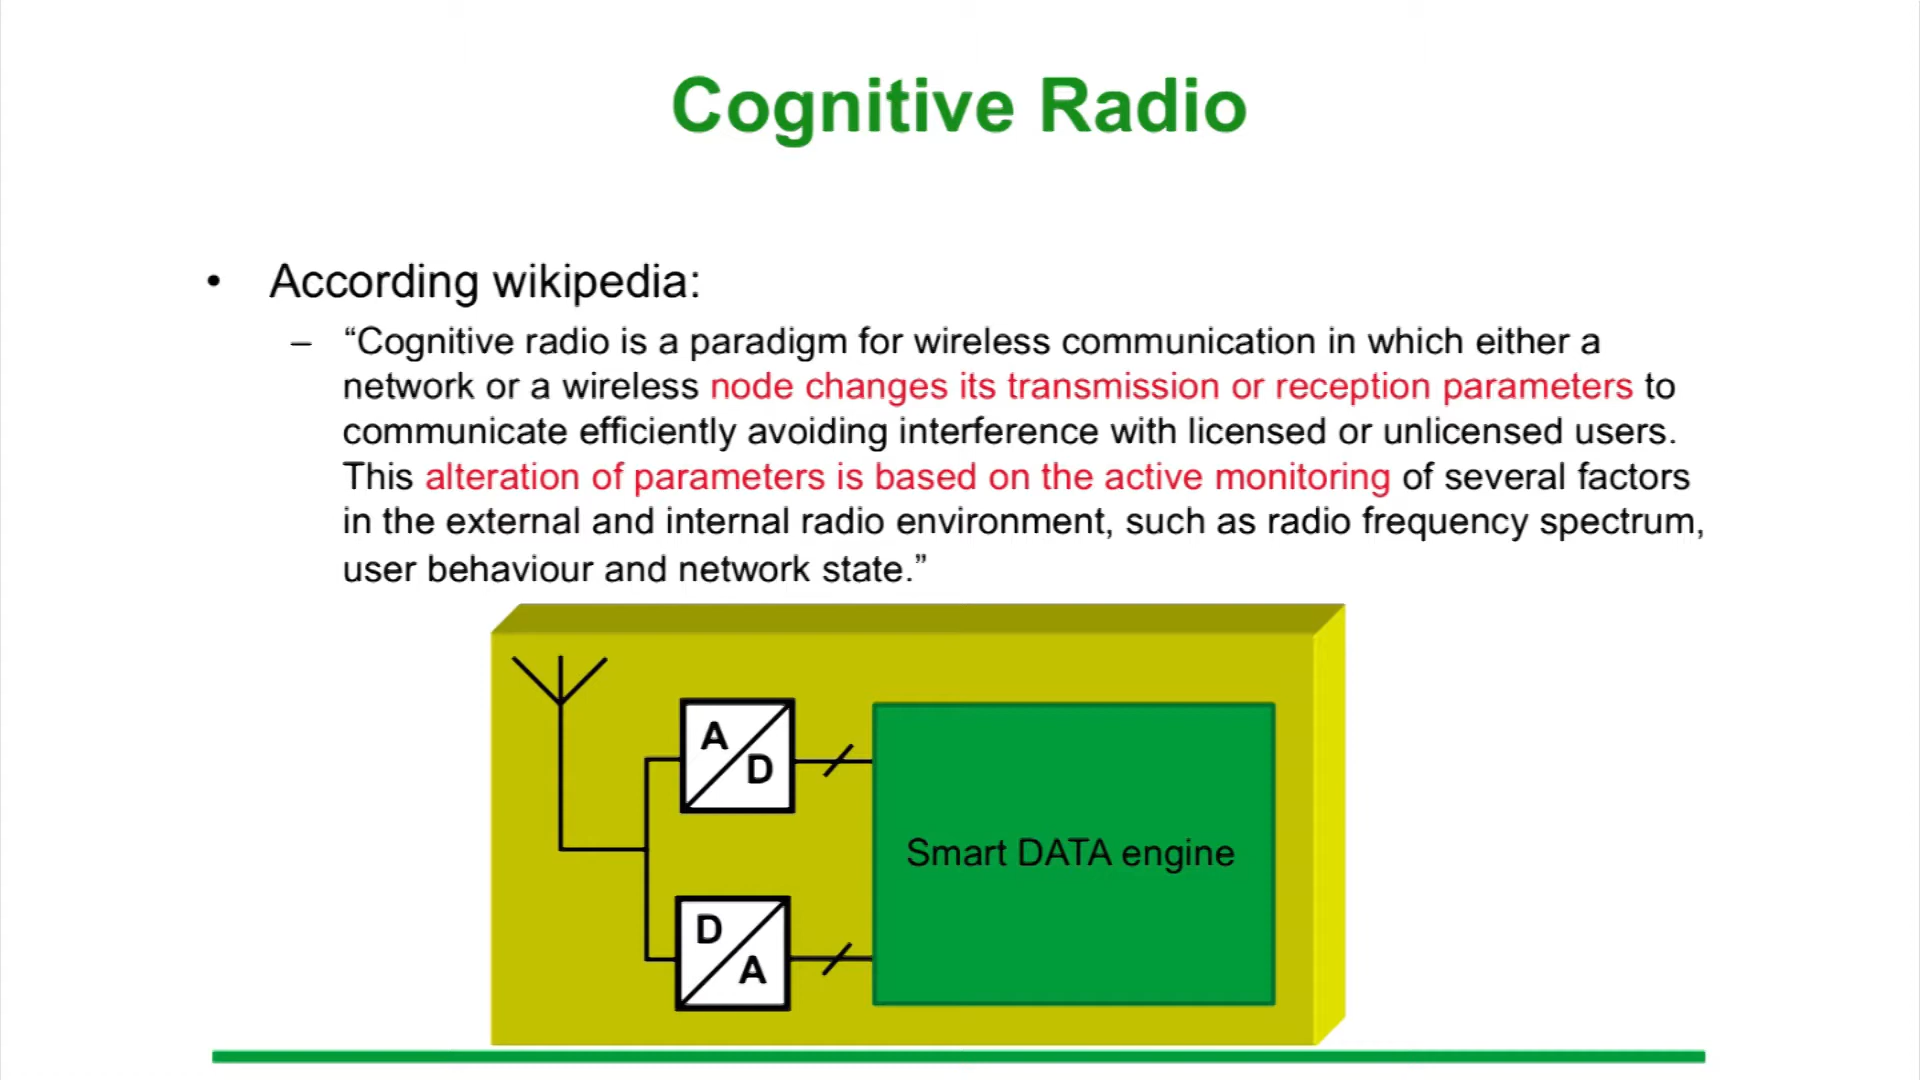 Cognitive Radio
• According wikipedia:
– “Cognitive radio is a paradigm for wireless communication in which either a
network or a wireless node changes its transmission or reception parameters to
communicate efficiently avoiding interference with licensed or unlicensed users.
This alteration of parameters is based on the active monitoring of several factors
in the external and internal radio environment, such as radio frequency spectrum,
user behaviour and network state.”
A
D
Smart DATA engine
D
A